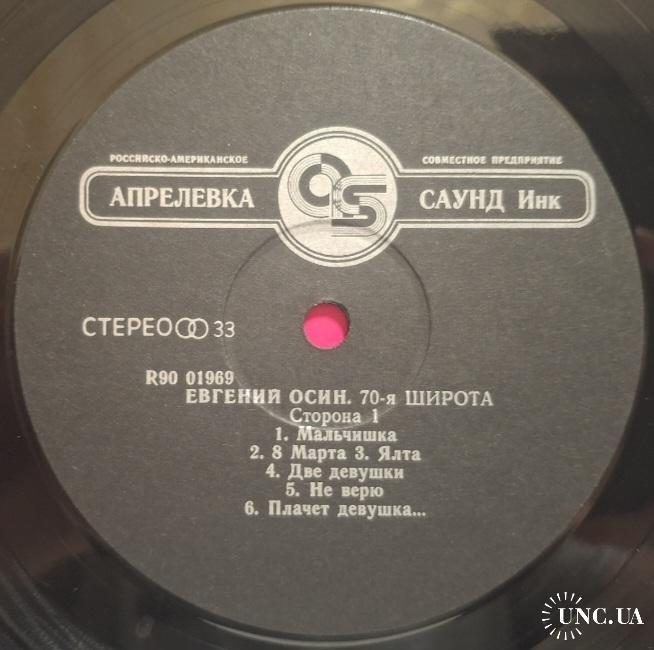 РОССИЙСКО-АМЕРИКАНСКОЕ СОВМЕСТНОЕ ПРЕДПРИЯТИЕ
АПРЕЛЕВКА САУНД Инк
СТЕРЕО 33
R90 01969
ЕВГЕНИЙ ОСИН. 70-я ШИРОТА
Сторона 1
1. Мальчишка
2. 8 Марта 3. Ялта
4. Две девушки
5. Не верю
6. Плачет девушка...
UNC.UA